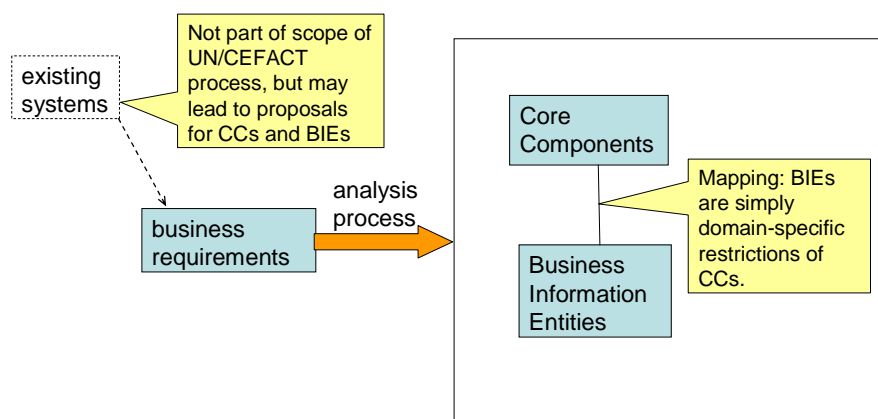 existing
systems
Not part of scope of
UN/CEFACT
process, but may
lead to proposals
for CCs and BIEs
business
requirements
analysis
process
Core
Components
Mapping: BIEs
are simply
domain-specific
restrictions of
CCs.
Business
Information
Entities